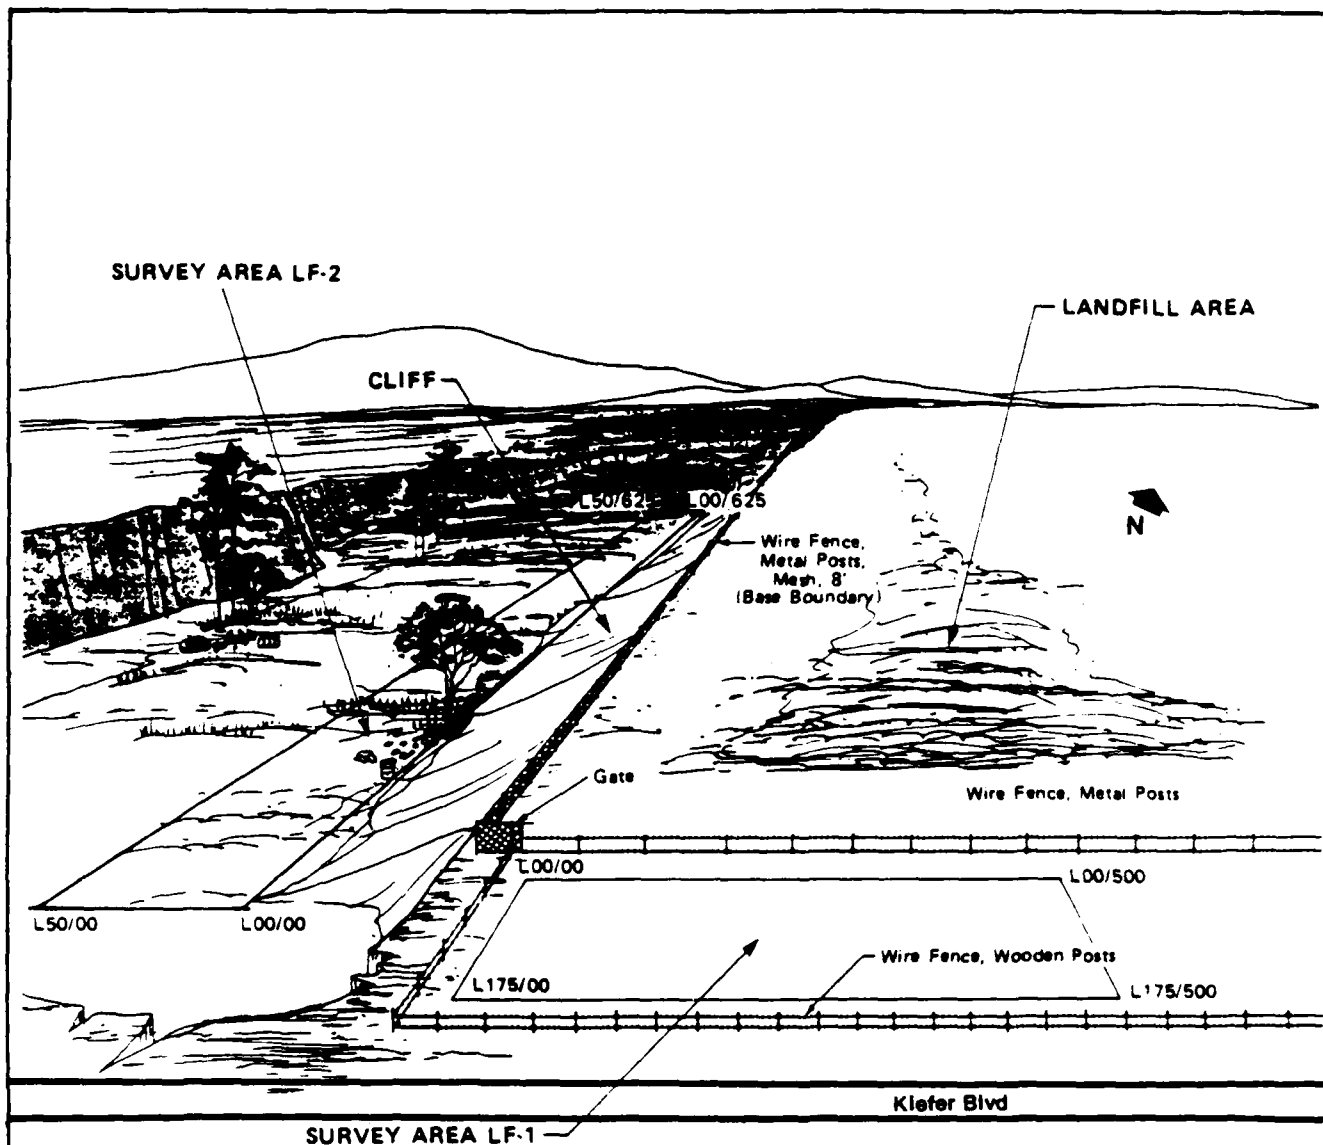 SURVEY AREA LF-2
LANDFILL AREA
CLIFF
L50/625
L00/625
N
Wire Fence,
Metal Posts,
Mesh, 8'
(Base Boundary)
Gate
Wire Fence, Metal Posts
L00/00
L00/500
L50/00
L00/00
Wire Fence, Wooden Posts
L175/00
L175/500
Kiefer Blvd
SURVEY AREA LF-1